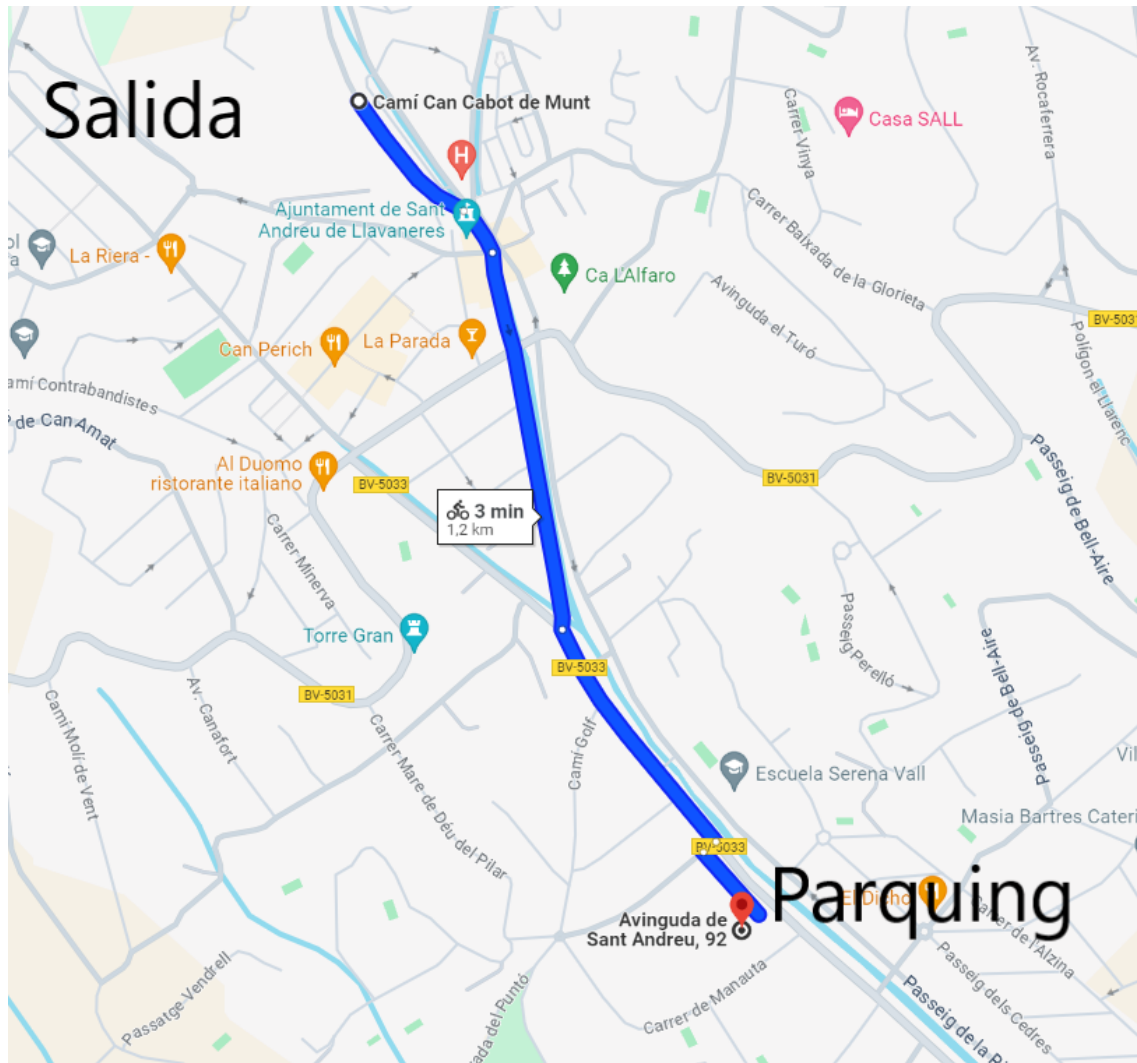 Salida
Camí Can Cabot de Munt
Av. Rocaferrera
Carrer Vinya
Casa SALL
H
Ajuntament de Sant
Andreu de Llavaneres
La Riera -
Carrer Baixada de la Glorieta
Ca L'Alfaro
Avinguda el Turó
BV-5031
La Parada
Can Perich
Polígon el Llarenc
amí Contrabandistes
de Can Amat
Al Duomo
ristorante italiano
BV-5033
BV-5031
Passeig de Bell-Aire
3 min
1,2 km
Carrer Minerva
Passeig Perelló
Torre Gran
BV-5033
Passeig de Bell-Aire
BV-5031
Av. Canafort
Camí Molí de Vent
Carrer Mare de Déu del Pilar
Camí Golf
Escuela Serena Vall
Vil
Masia Bartres Cateri
BV-5033
Parquing
Avinguda de
Sant Andreu, 92
Carrer de l'Alzina
Passeig dels Cedres
Carrer de Manauta
Passatge Vendrell
ada del Puntó
Passeig de la